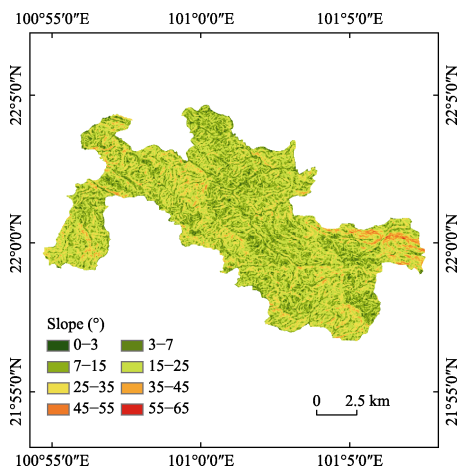 100°55′0″E 101°0′0″E 101°5′0″E
22°5′0″N 22°5′0″N
22°0′0″N 22°0′0″N
21°55′0″N 21°55′0″N
Slope (°)
0–3 3–7
7–15 15–25
25–35 35–45
45–55 55–65
0 2.5 km
100°55′0″E 101°0′0″E 101°5′0″E